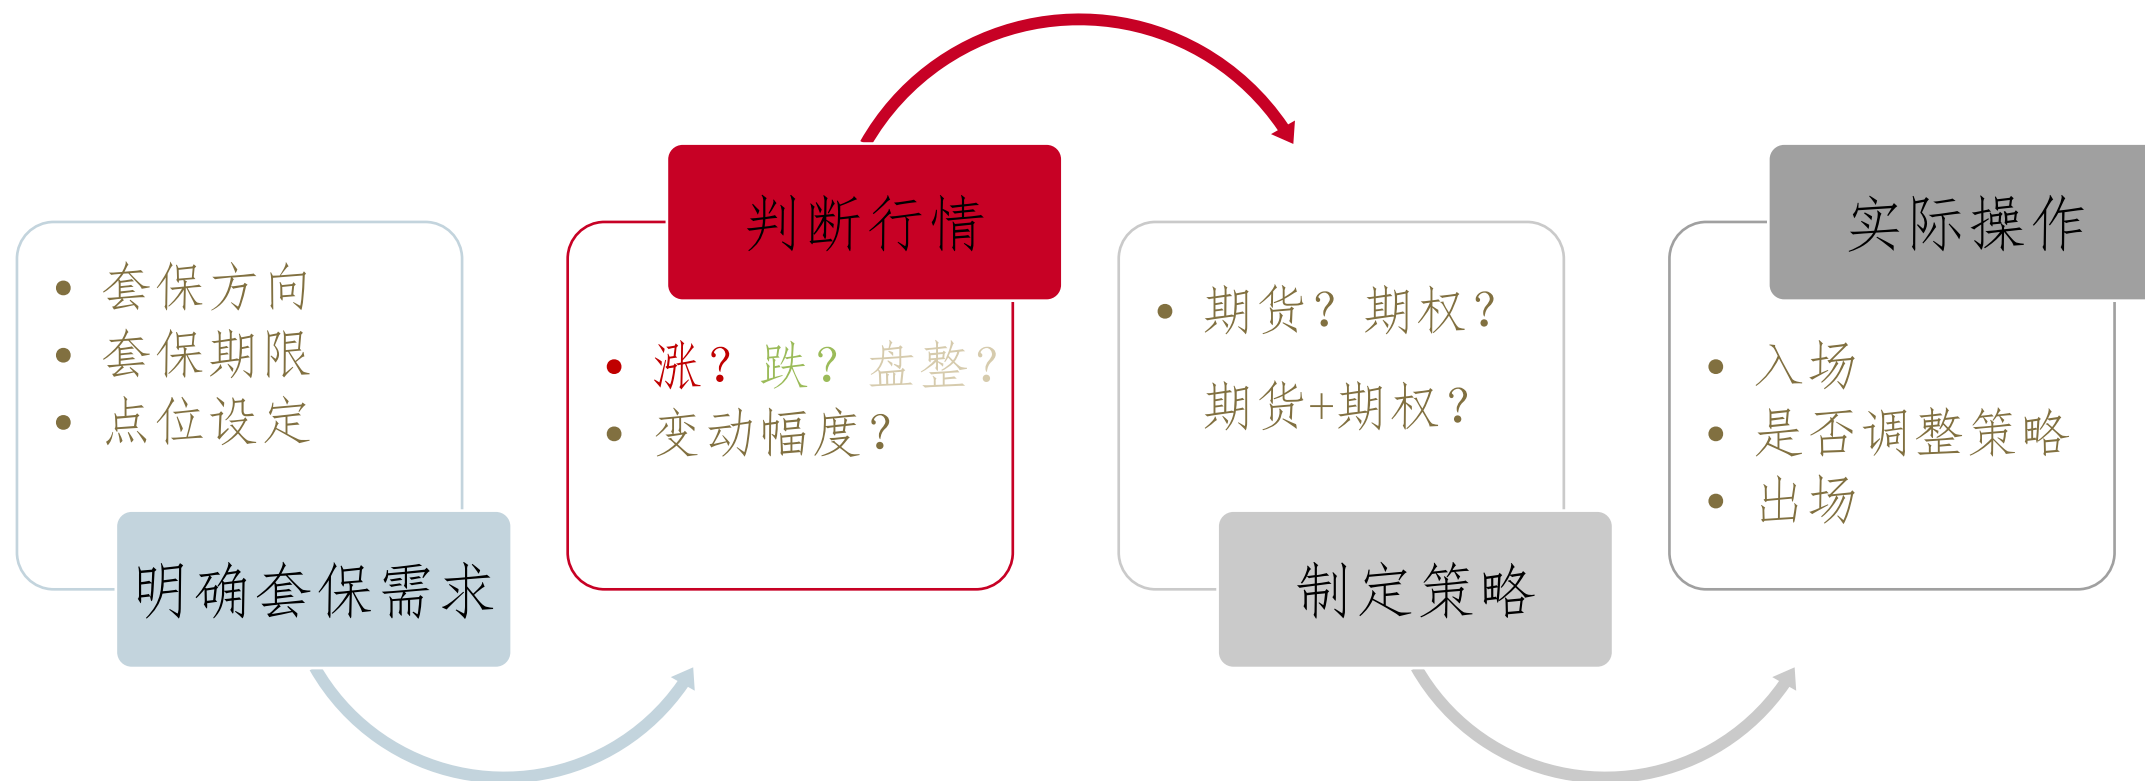 套保方向
套保期限
点位设定
明确套保需求
判断行情
涨？跌？盘整？
变动幅度？
期货？期权？
期货+期权？
制定策略
实际操作
入场
是否调整策略
出场